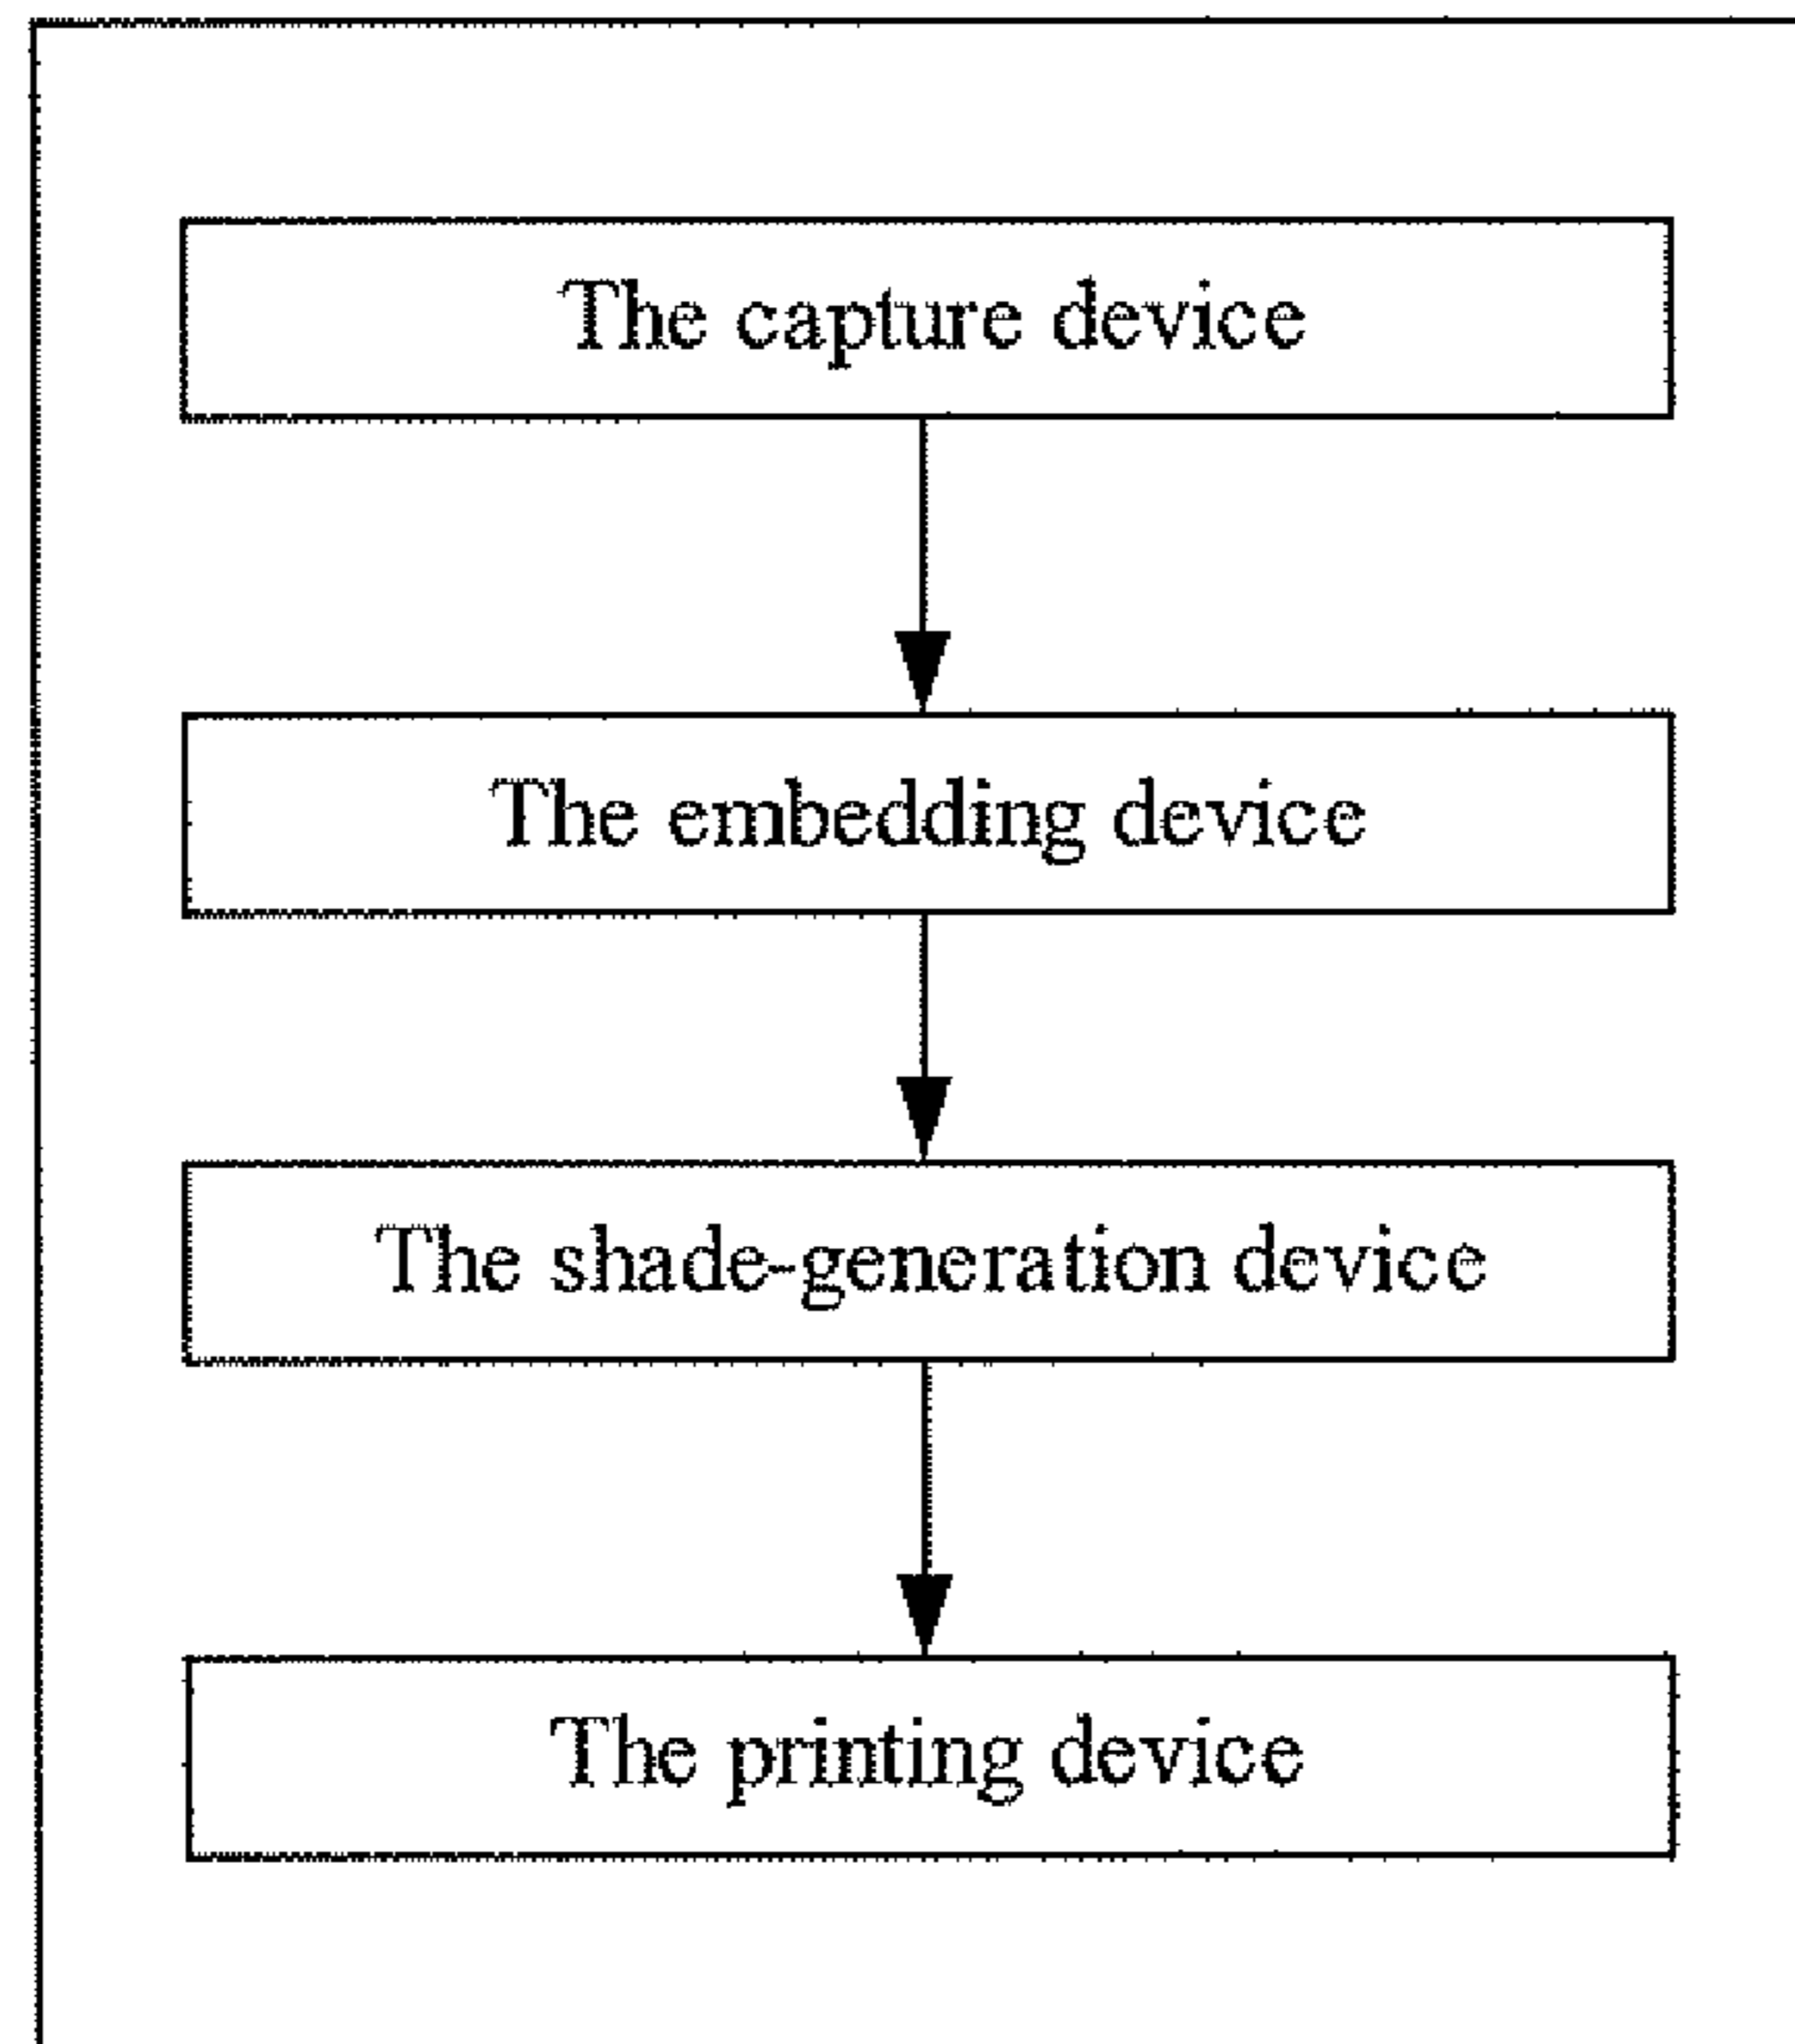 The capture device
The embedding device
The shade-generation device
The printing device